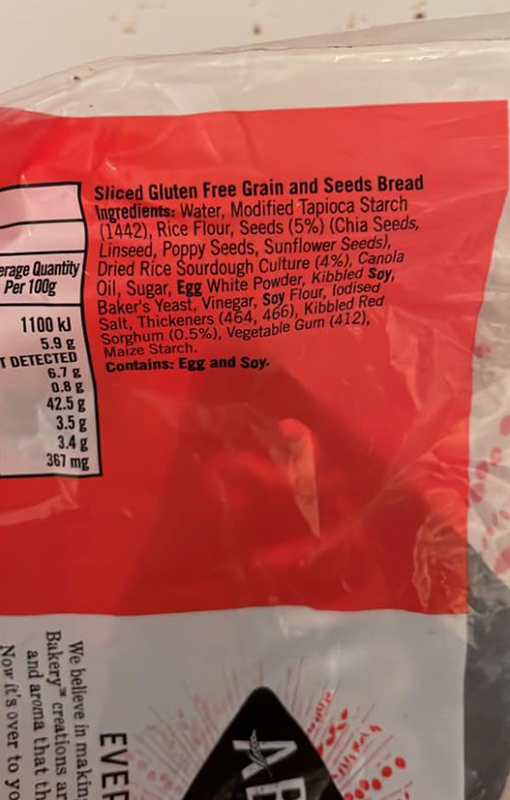 Sliced Gluten Free Grain and Seeds Bread
Ingredients: Water, Modified Tapioca Starch
(1442), Rice Flour, Seeds (5%) (Chia Seeds,
Linseed, Poppy Seeds, Sunflower Seeds),
Dried Rice Sourdough Culture (4%), Canola
Oil, Sugar, Egg White Powder, Kibbled Soy,
Baker's Yeast, Vinegar, Soy Flour, Iodised
Salt, Thickeners (464, 466), Kibbled Red
Sorghum (0.5%), Vegetable Gum (412),
Maize Starch.
Contains: Egg and Soy.
erage Quantity
Per 100g
1100 kJ
5.9 g
T DETECTED
6.7 g
0.8 g
42.5 g
3.5 g
3.4 g
367 mg
We believe in makin
Bakery™ creations ar
and aroma that th
Now it's over to yo
EVER
AB